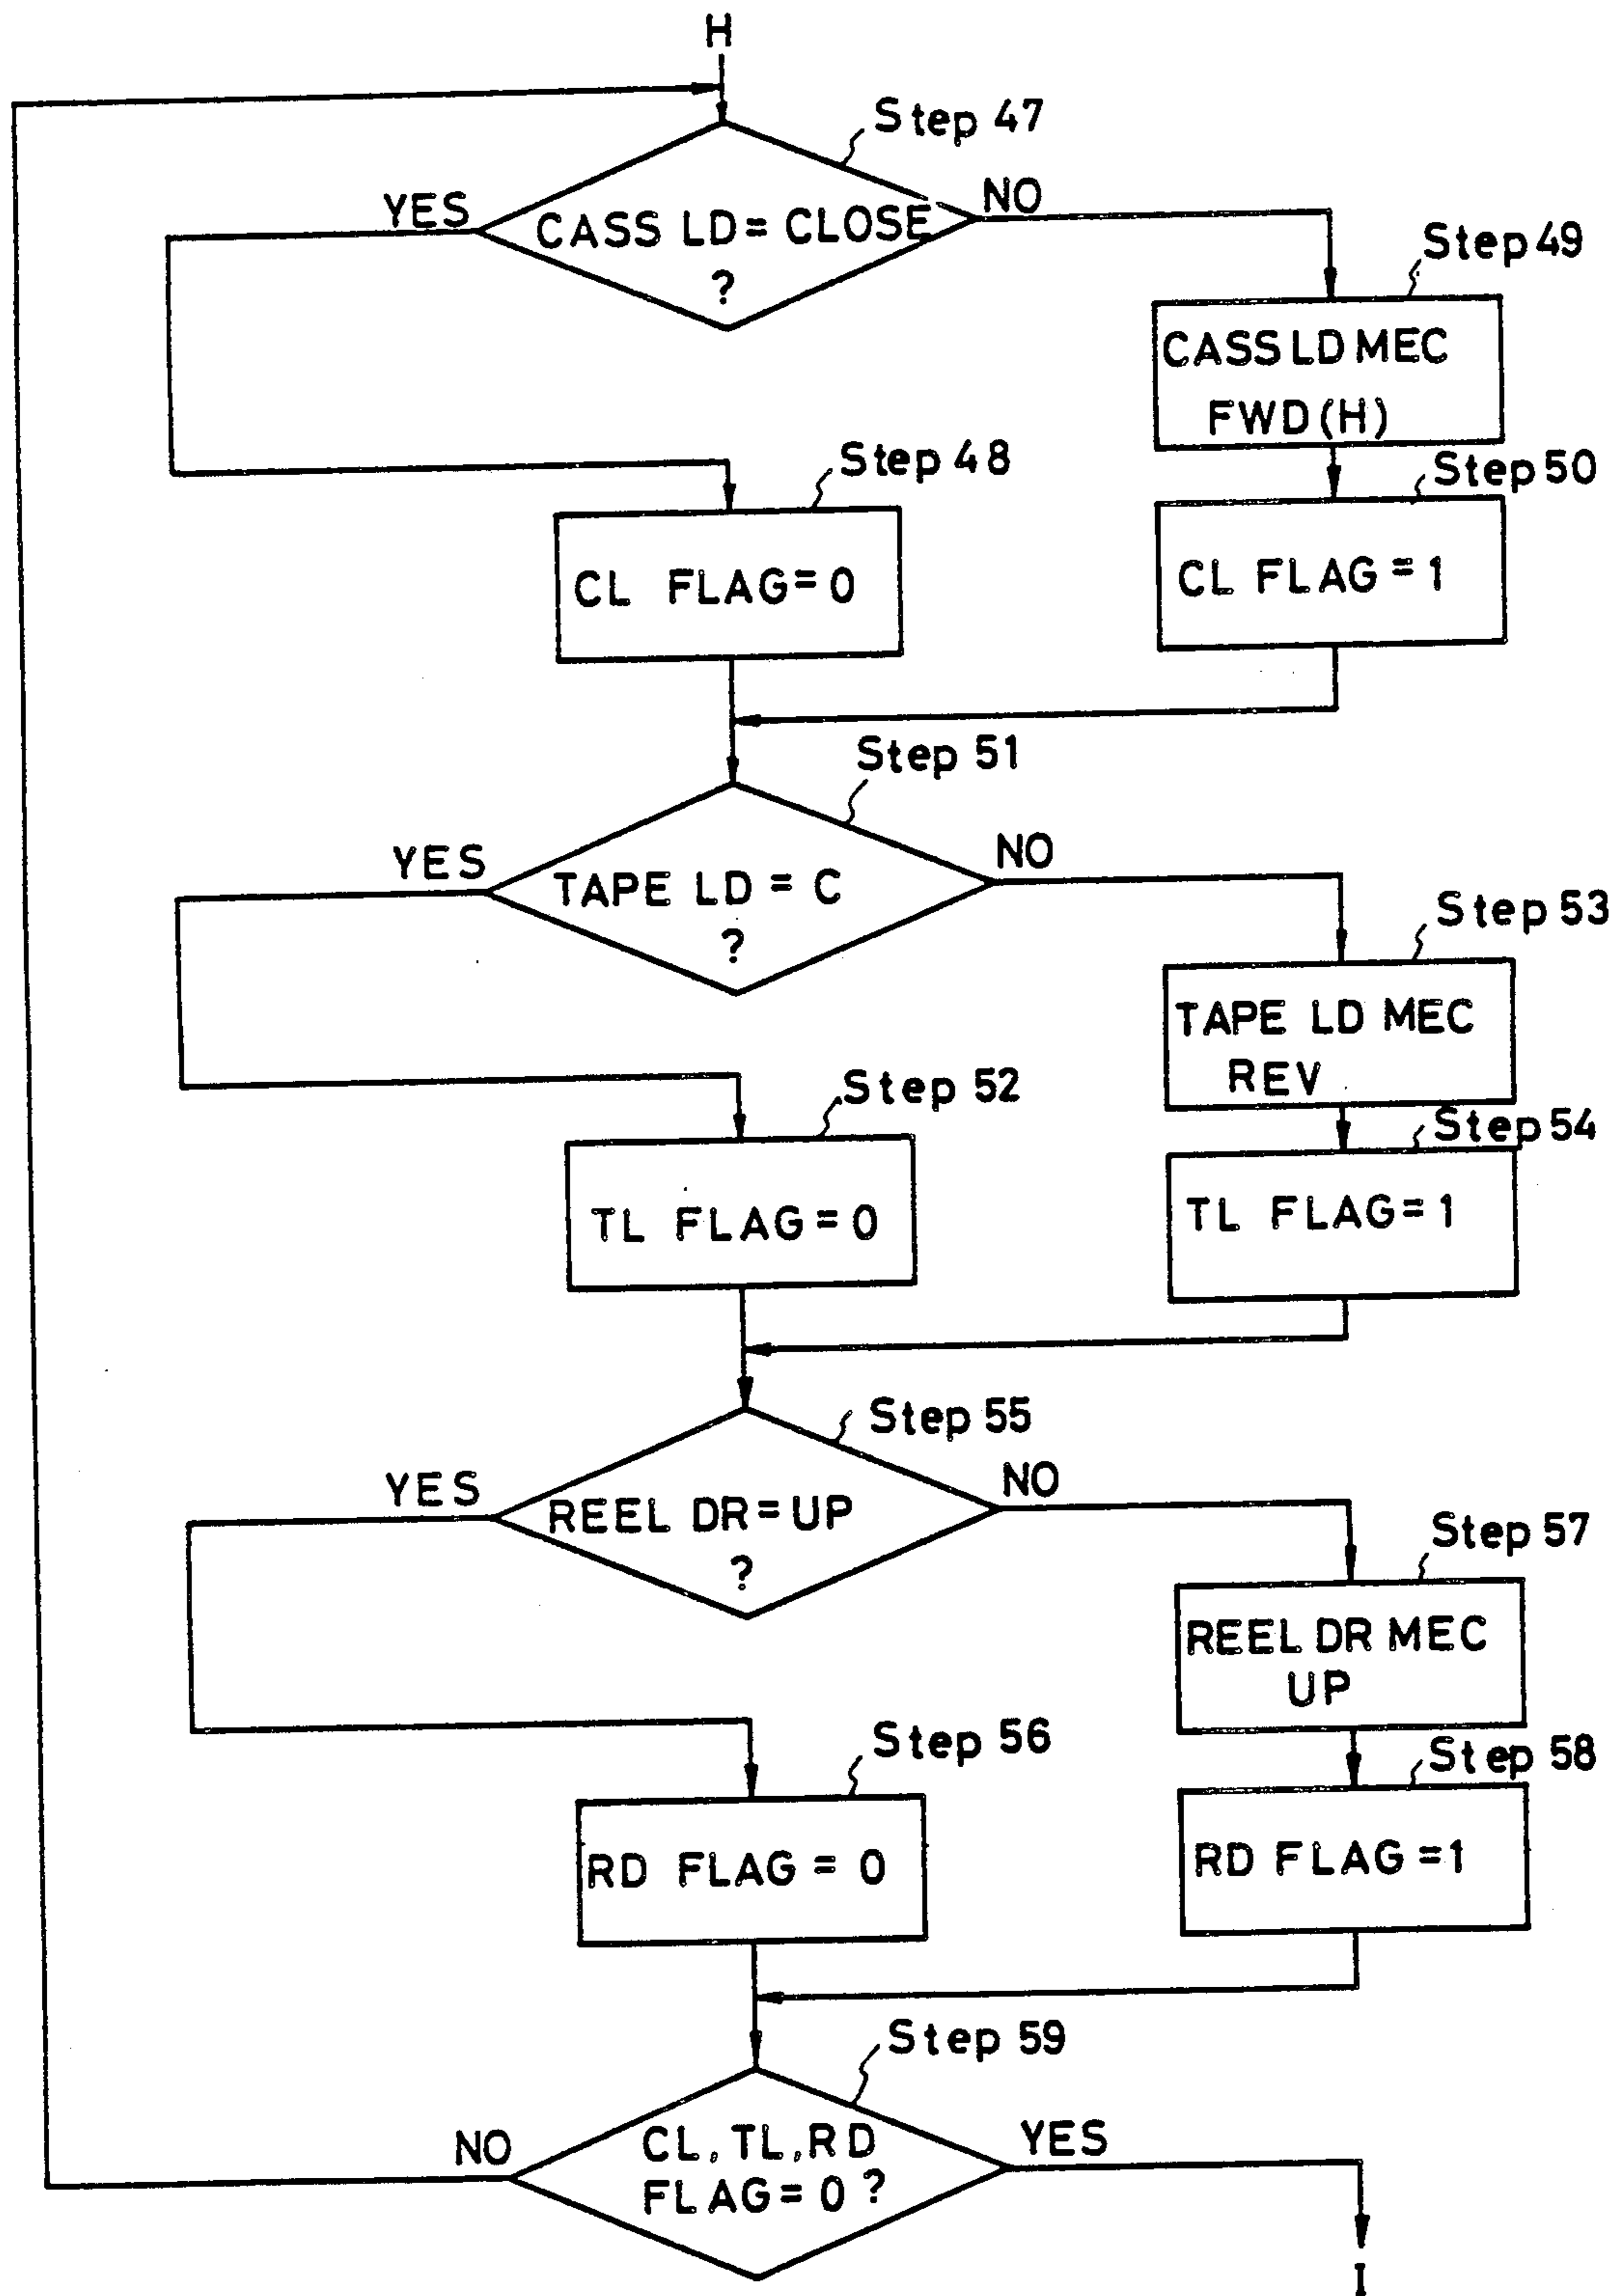 H
Step 47
YES
NO
CASS LD = CLOSE
?
Step 49
CASS LD MEC
FWD (H)
Step 48
Step 50
CL FLAG = 0
CL FLAG = 1
Step 51
YES
NO
TAPE LD = C
?
Step 53
TAPE LD MEC
REV
Step 52
Step 54
TL FLAG = 0
TL FLAG = 1
Step 55
YES
NO
REEL DR = UP
?
Step 57
REEL DR MEC
UP
Step 56
Step 58
RD FLAG = 0
RD FLAG = 1
Step 59
NO
YES
CL, TL, RD
FLAG = 0 ?
I